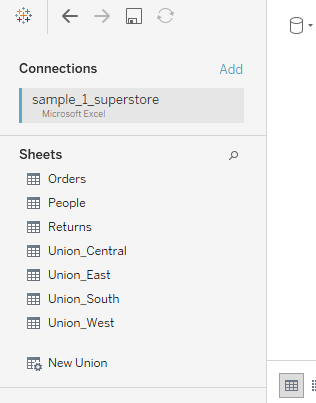 Connections Add
sample_1_superstore
Microsoft Excel
Sheets
Orders
People
Returns
Union_Central
Union_East
Union_South
Union_West
New Union